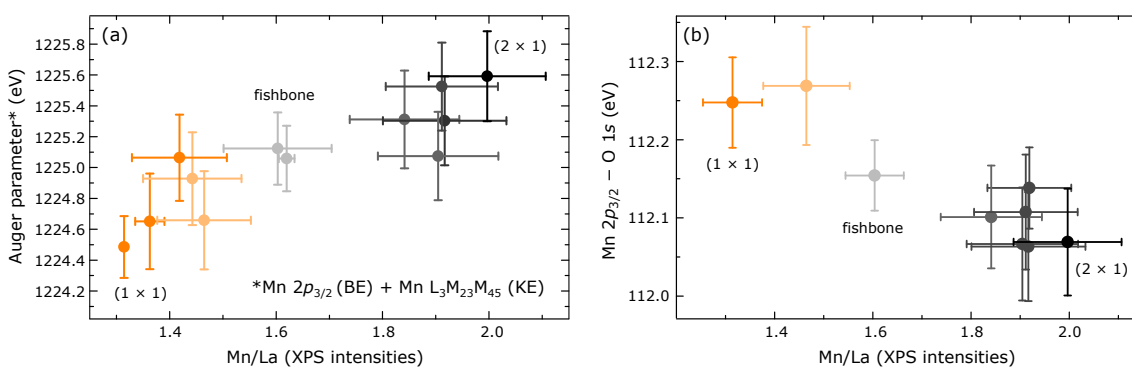 (a)
Auger parameter* (eV)
1225.8
1225.6
1225.4
1225.2
1225.0
1224.8
1224.6
1224.4
1224.2
(2 × 1)
fishbone
(1 × 1)
*Mn 2p3/2 (BE) + Mn L3M23M45 (KE)
1.4
1.6
1.8
2.0
Mn/La (XPS intensities)
(b)
Mn 2p3/2 − O 1s (eV)
112.3
112.2
112.1
112.0
(1 × 1)
fishbone
(2 × 1)
1.4
1.6
1.8
2.0
Mn/La (XPS intensities)